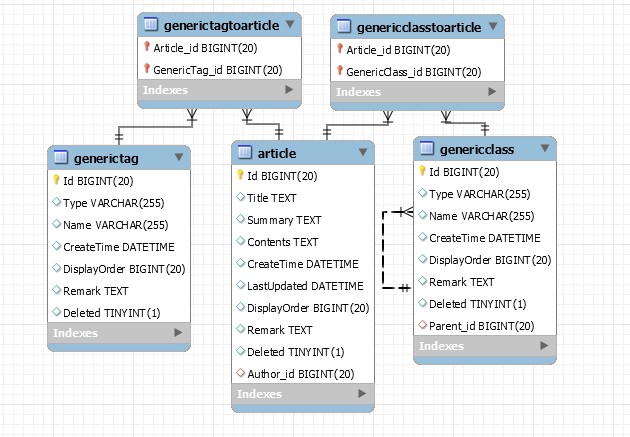 generictagtoarticle
Article_id BIGINT(20)
GenericTag_id BIGINT(20)
Indexes
genericclasstoarticle
Article_id BIGINT(20)
GenericClass_id BIGINT(20)
Indexes
generictag
Id BIGINT(20)
Type VARCHAR(255)
Name VARCHAR(255)
CreateTime DATETIME
DisplayOrder BIGINT(20)
Remark TEXT
Deleted TINYINT(1)
Indexes
article
Id BIGINT(20)
Title TEXT
Summary TEXT
Contents TEXT
CreateTime DATETIME
LastUpdated DATETIME
DisplayOrder BIGINT(20)
Remark TEXT
Deleted TINYINT(1)
Author_id BIGINT(20)
Indexes
genericclass
Id BIGINT(20)
Type VARCHAR(255)
Name VARCHAR(255)
CreateTime DATETIME
DisplayOrder BIGINT(20)
Remark TEXT
Deleted TINYINT(1)
Parent_id BIGINT(20)
Indexes